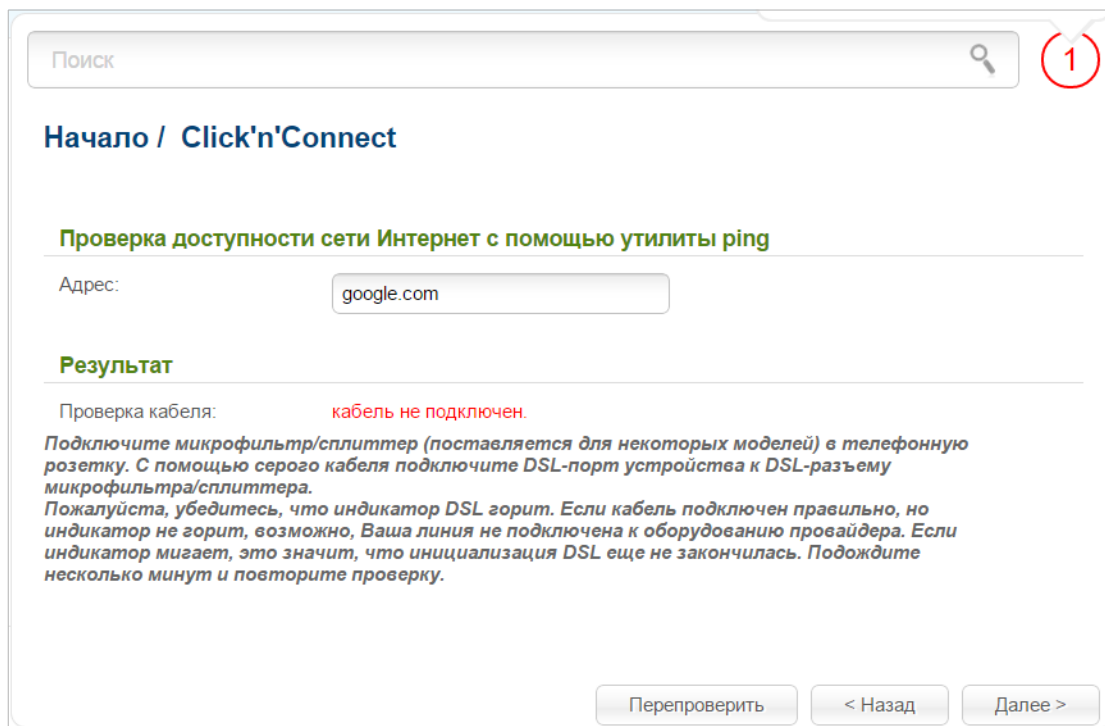 Поиск
1
Начало / Click'n'Connect
Проверка доступности сети Интернет с помощью утилиты ping
Адрес:
google.com
Результат
Проверка кабеля:
кабель не подключен.
Подключите микрофильтр/сплиттер (поставляется для некоторых моделей) в телефонную
розетку. С помощью серого кабеля подключите DSL-порт устройства к DSL-разъему
микрофильтра/сплиттера.
Пожалуйста, убедитесь, что индикатор DSL горит. Если кабель подключен правильно, но
индикатор не горит, возможно, Ваша линия не подключена к оборудованию провайдера. Если
индикатор мигает, это значит, что инициализация DSL еще не закончилась. Подождите
несколько минут и повторите проверку.
Перепроверить
< Назад
Далее >